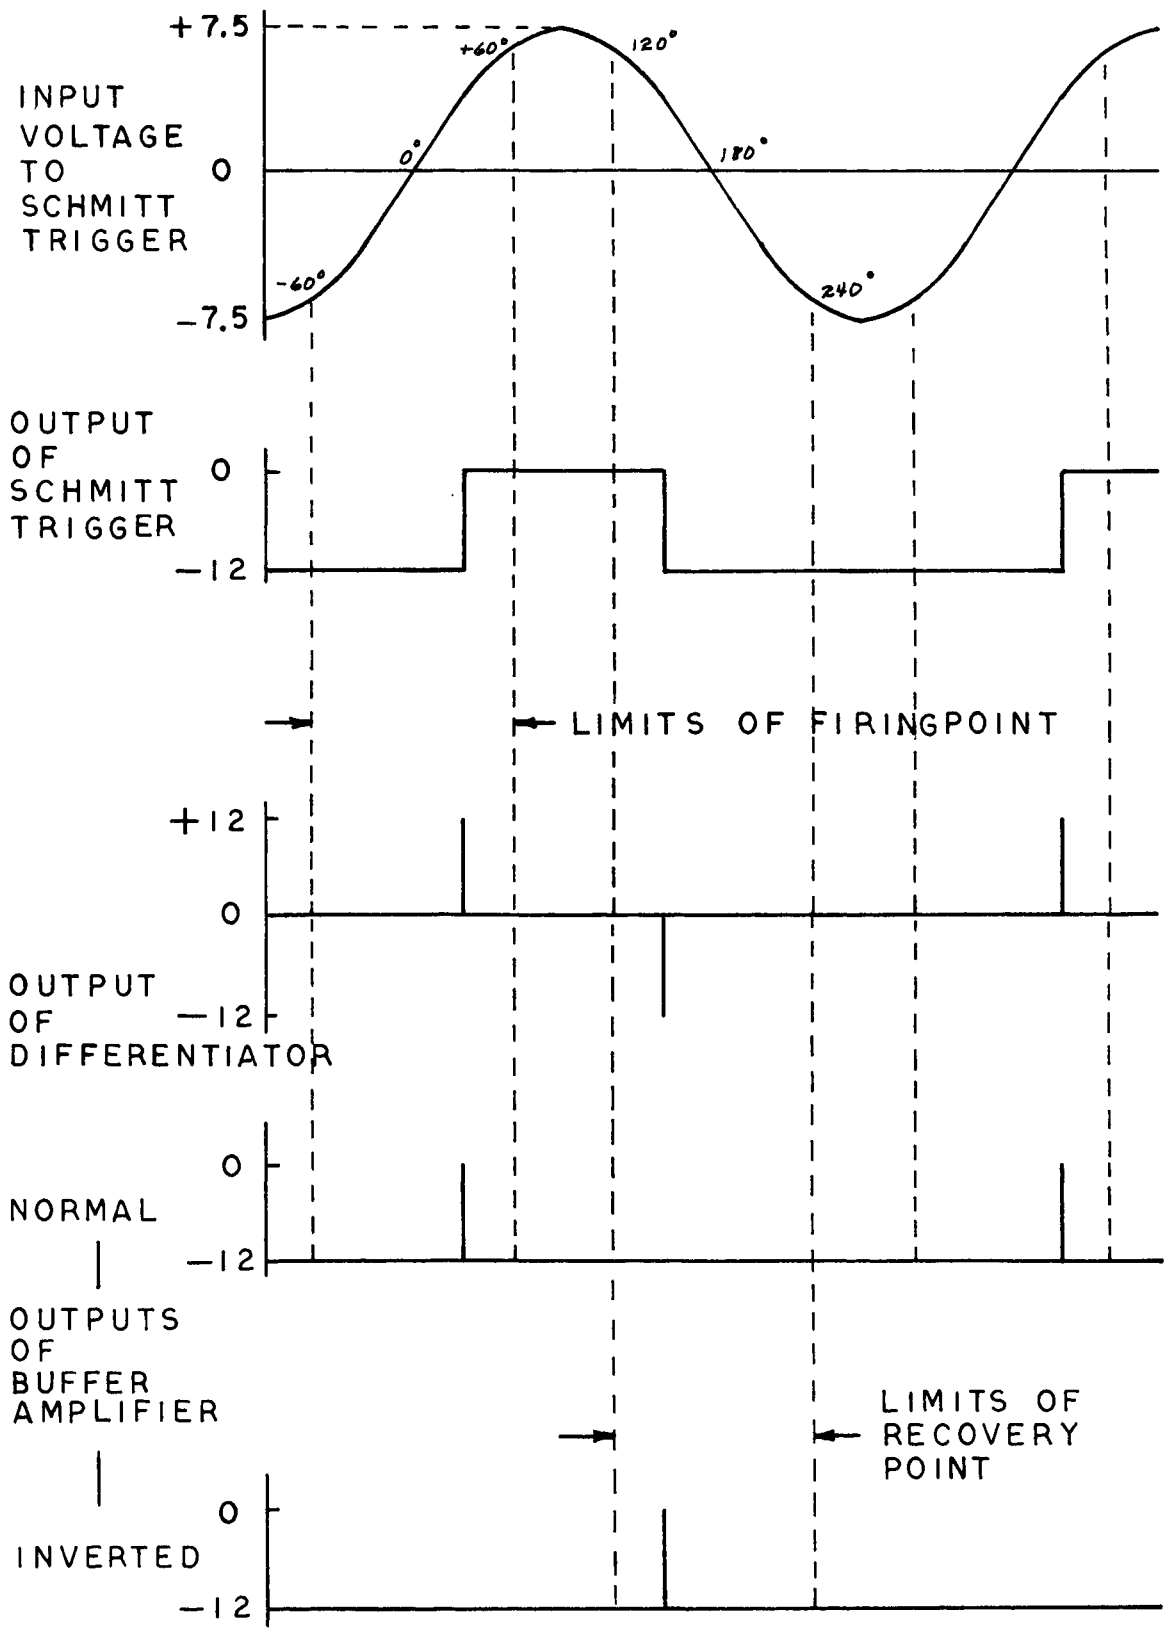 +7.5
+60°
120°
INPUT
VOLTAGE
TO
SCHMITT
TRIGGER
0°
180°
0
-60°
240°
-7.5
OUTPUT
OF
SCHMITT
TRIGGER
0
-12
LIMITS OF FIRINGPOINT
+12
0
-12
OUTPUT
OF
DIFFERENTIATOR
0
NORMAL
-12
OUTPUTS
OF
BUFFER
AMPLIFIER
LIMITS OF
RECOVERY
POINT
0
INVERTED
-12